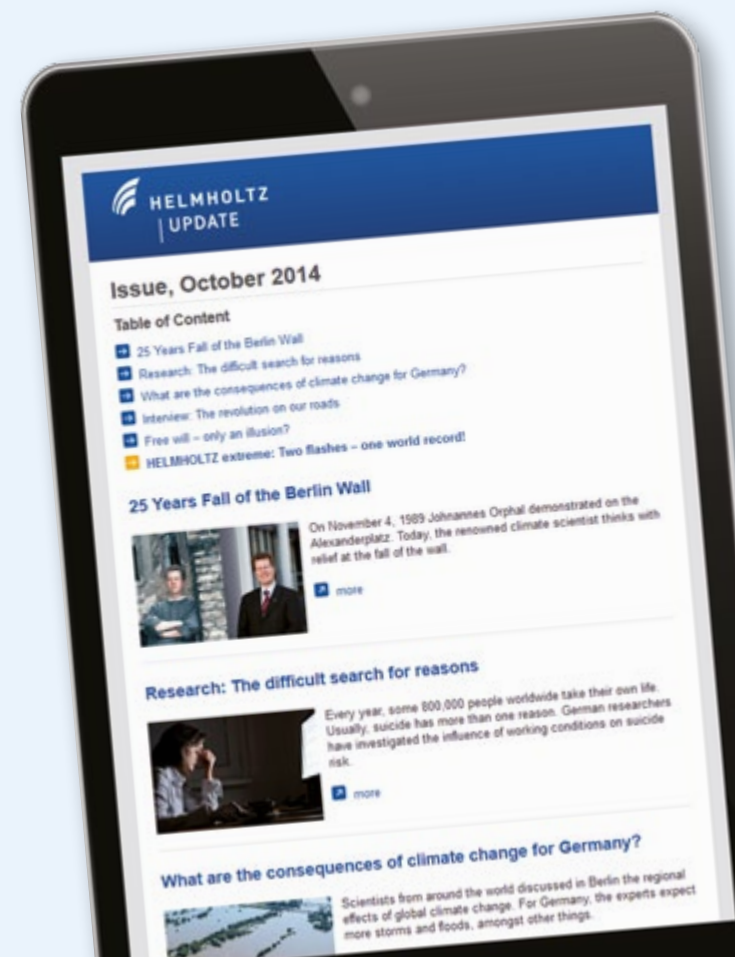 HELMHOLTZ
UPDATE
Issue, October 2014
Table of Content
25 Years Fall of the Berlin Wall
Research: The difficult search for reasons
What are the consequences of climate change for Germany?
Interview: The revolution on our roads
Free will – only an illusion?
HELMHOLTZ extreme: Two flashes – one world record!
25 Years Fall of the Berlin Wall
On November 4, 1989 Johnannes Orphal demonstrated on the
Alexanderplatz. Today, the renowned climate scientist thinks with
relief at the fall of the wall.
more
Research: The difficult search for reasons
Every year, some 800,000 people worldwide take their own life.
Usually, suicide has more than one reason. German researchers
have investigated the influence of working conditions on suicide
risk.
more
What are the consequences of climate change for Germany?
Scientists from around the world discussed in Berlin the regional
effects of global climate change. For Germany, the experts expect
more storms and floods, amongst other things.